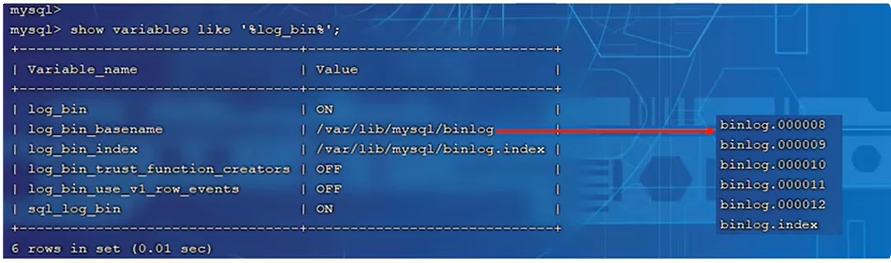 mysql>
mysql> show variables like '%log_bin%';
+---------------------------------+-----------------------------+
| Variable_name                   | Value                       |
+---------------------------------+-----------------------------+
| log_bin                         | ON                          |
| log_bin_basename                | /var/lib/mysql/binlog       |
| log_bin_index                   | /var/lib/mysql/binlog.index |
| log_bin_trust_function_creators | OFF                         |
| log_bin_use_v1_row_events       | OFF                         |
| sql_log_bin                     | ON                          |
+---------------------------------+-----------------------------+
6 rows in set (0.01 sec)
binlog.000008
binlog.000009
binlog.000010
binlog.000011
binlog.000012
binlog.index